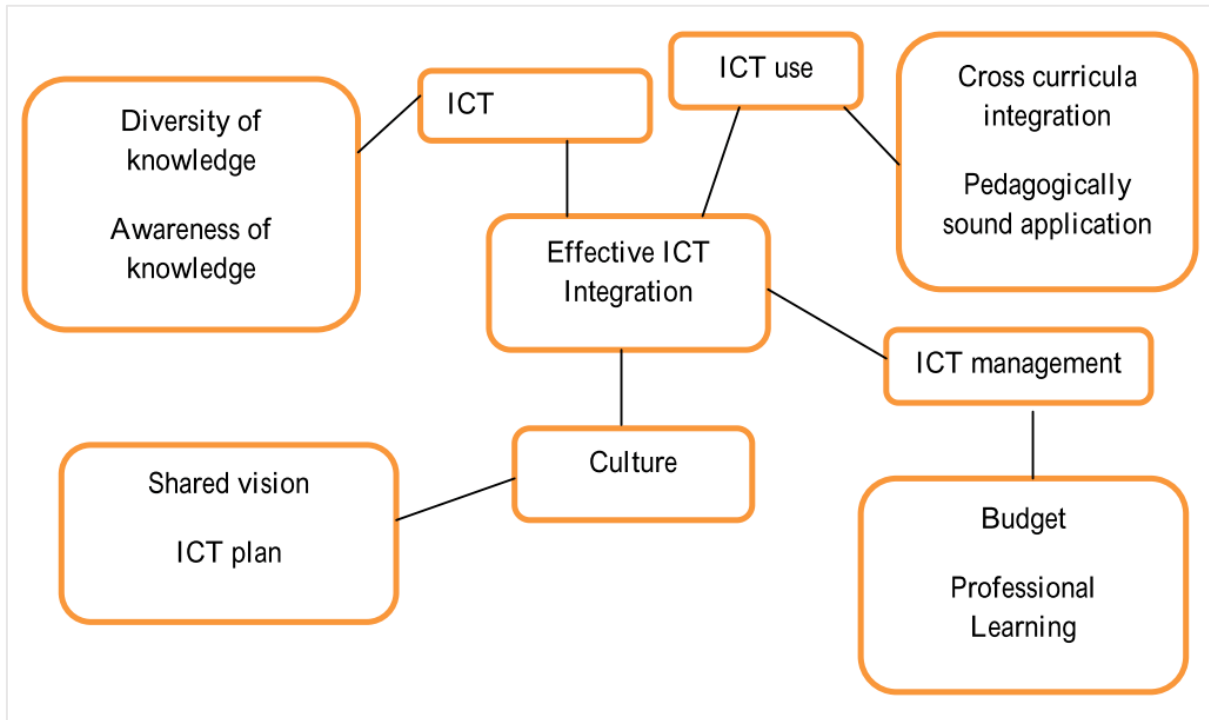 Diversity of
knowledge
Awareness of
knowledge
ICT
ICT use
Cross curricula
integration
Pedagogically
sound application
Effective ICT
Integration
ICT management
Culture
Shared vision
ICT plan
Budget
Professional
Learning